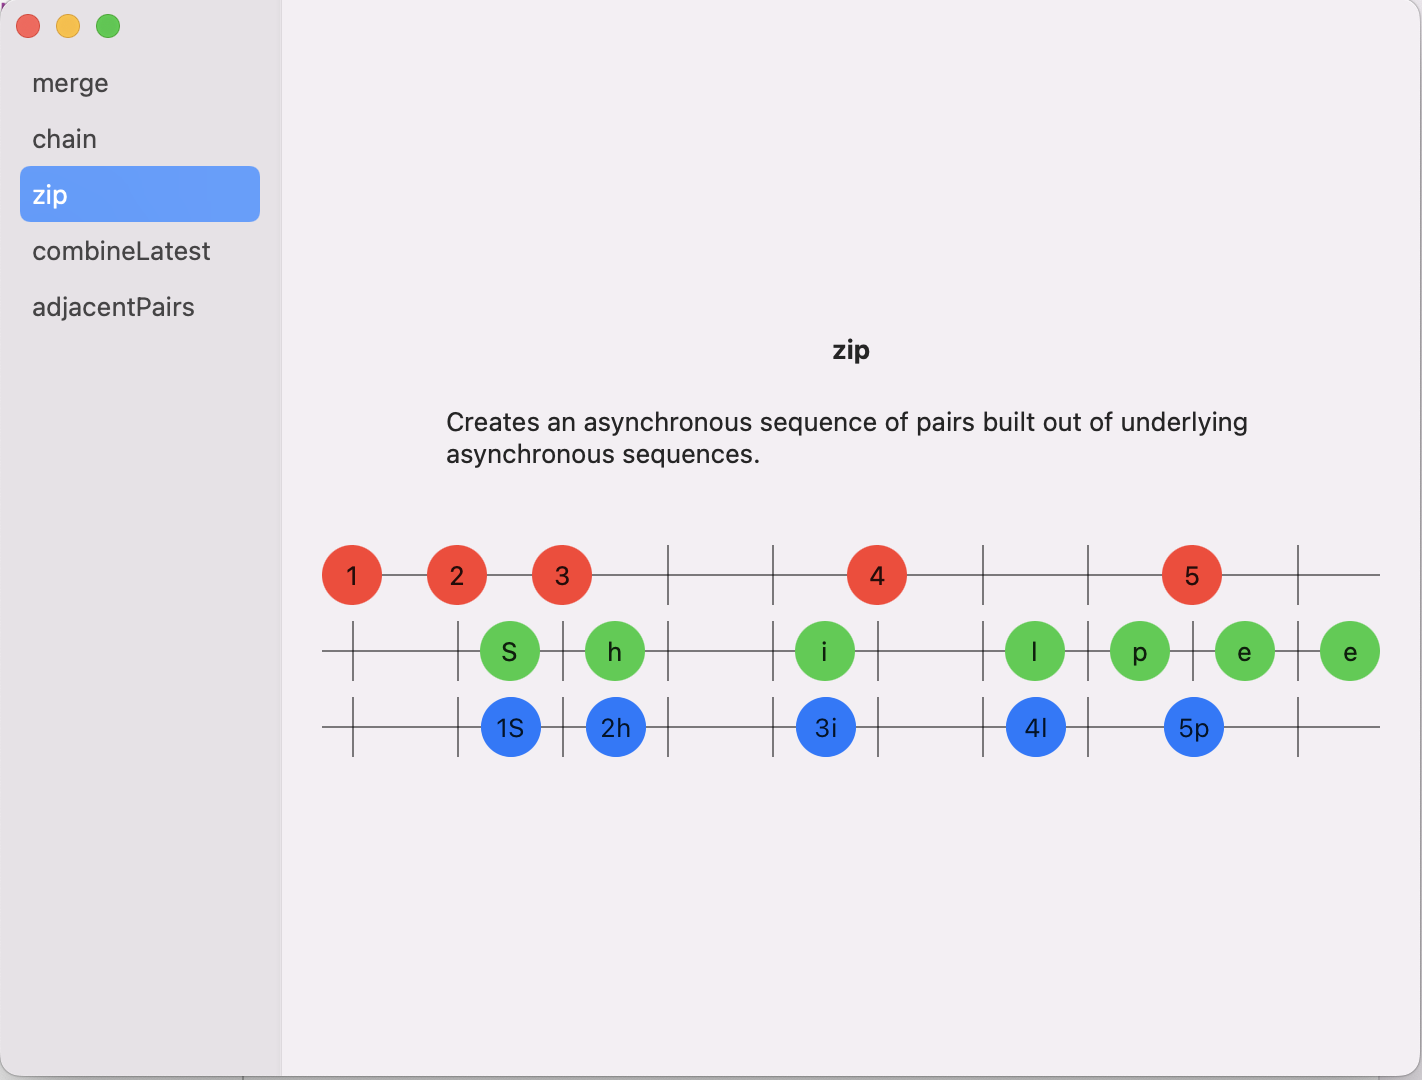 merge
chain
zip
combineLatest
adjacentPairs
zip
Creates an asynchronous sequence of pairs built out of underlying
asynchronous sequences.
1 2 3 4 5
S h i l p e e
1S 2h 3i 4l 5p